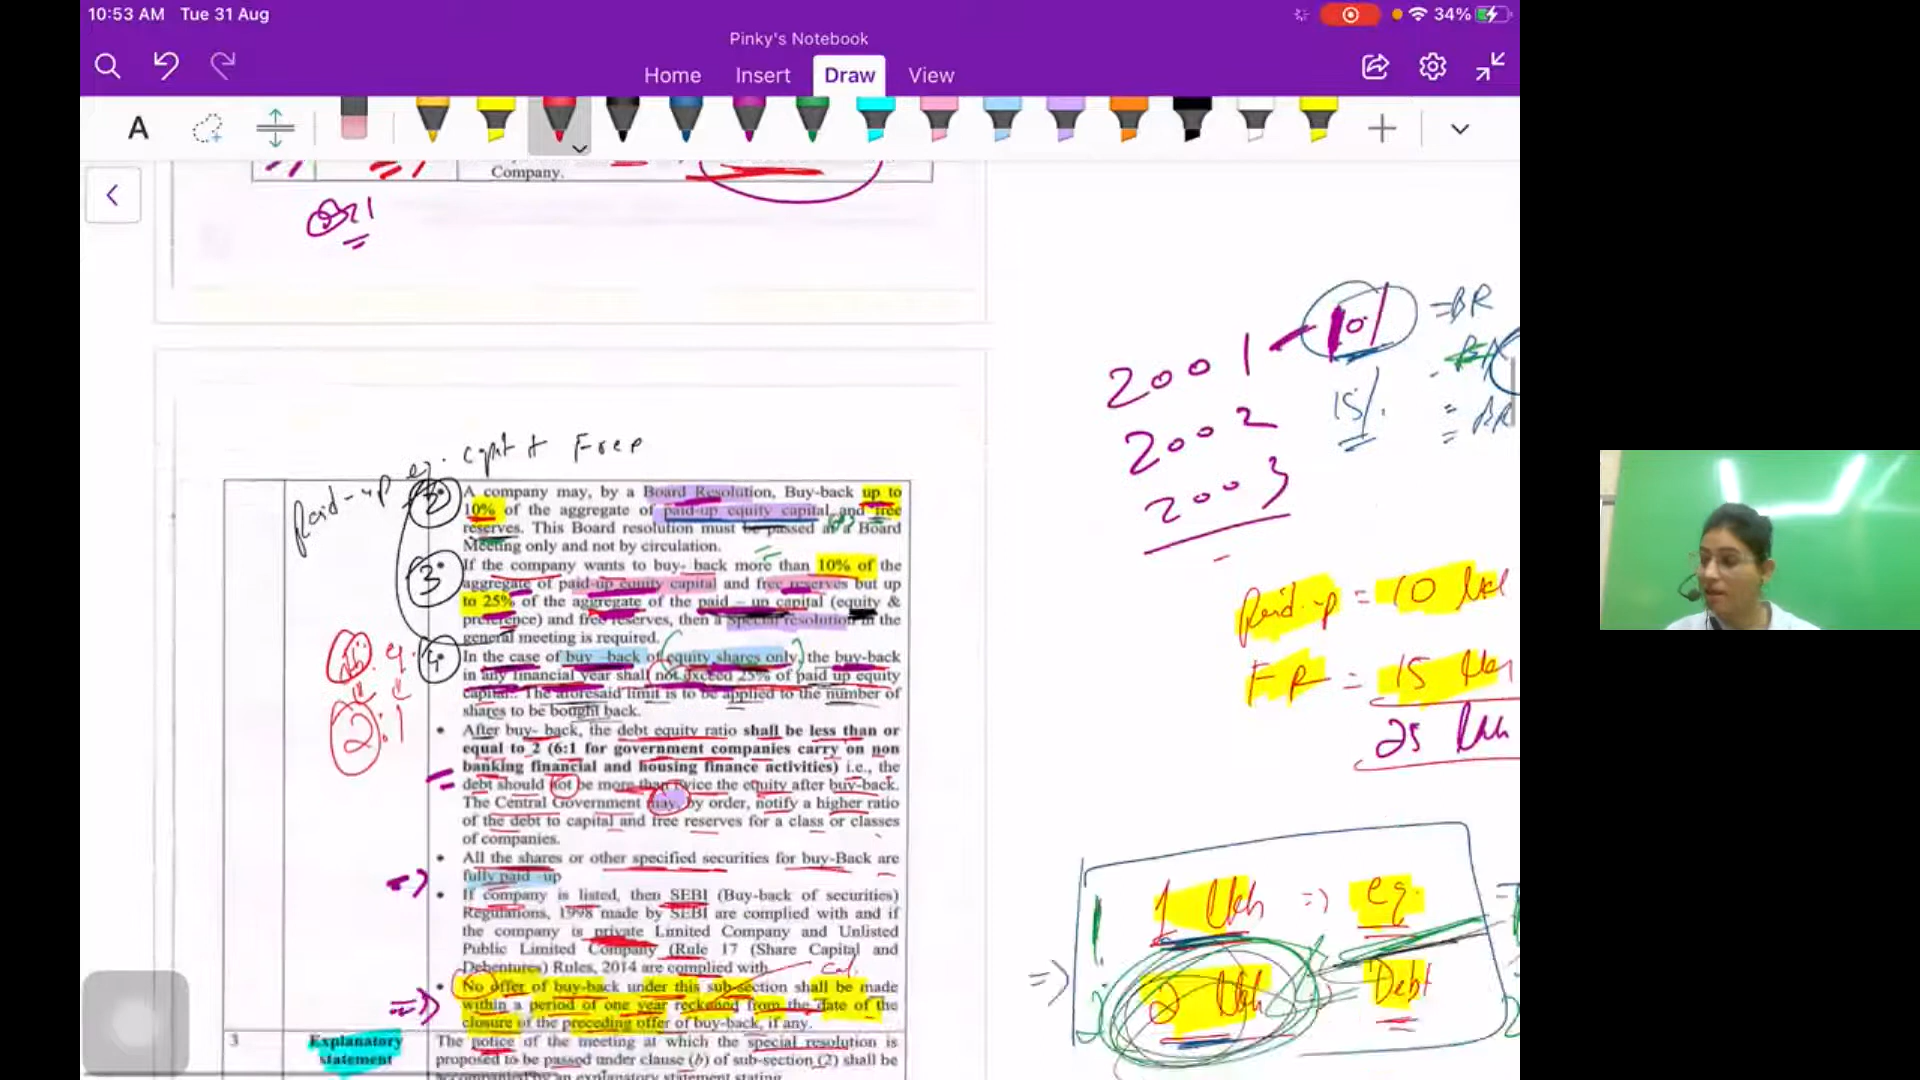 10:53 AM Tue 31 Aug
34%
Pinky's Notebook
Home Insert Draw View
A
Company.
Paid-up eq. capt + Free
A company may, by a Board Resolution, Buy-back up to
10% of the aggregate of paid-up equity capital and free
reserves. This Board resolution must be passed at a Board
Meeting only and not by circulation.
3
If the company wants to buy- back more than 10% of the
aggregate of paid-up equity capital and free reserves but up
to 25% of the aggregate of the paid – up capital (equity &
preference) and free reserves, then a Special resolution in the
general meeting is required.
4
In the case of buy –back of equity shares only, the buy-back
in any financial year shall not exceed 25% of paid up equity
capital.. The aforesaid limit is to be applied to the number of
shares to be bought back.
2:1
After buy- back, the debt equity ratio shall be less than or
equal to 2 (6:1 for government companies carry on non
banking financial and housing finance activities) i.e., the
debt should not be more than twice the equity after buy-back.
The Central Government may, by order, notify a higher ratio
of the debt to capital and free reserves for a class or classes
of companies.
All the shares or other specified securities for buy-Back are
fully paid –up
If company is listed, then SEBI (Buy-back of securities)
Regulations, 1998 made by SEBI are complied with and if
the company is private Limited Company and Unlisted
Public Limited Company (Rule 17 (Share Capital and
Debentures) Rules, 2014 are complied with.
No offer of buy-back under this sub-section shall be made
within a period of one year reckoned from the date of the
closure of the preceding offer of buy-back, if any.
3 Explanatory statement
The notice of the meeting at which the special resolution is
proposed to be passed under clause (b) of sub-section (2) shall be
accompanied by an explanatory statement stating
2001 - 10% = BR
2002 15% = BR
2003
Paid-up = 10 lkh
FR = 15 lkh
25 lkh
1 lkh => eq.
=> 2 lkh = Debt